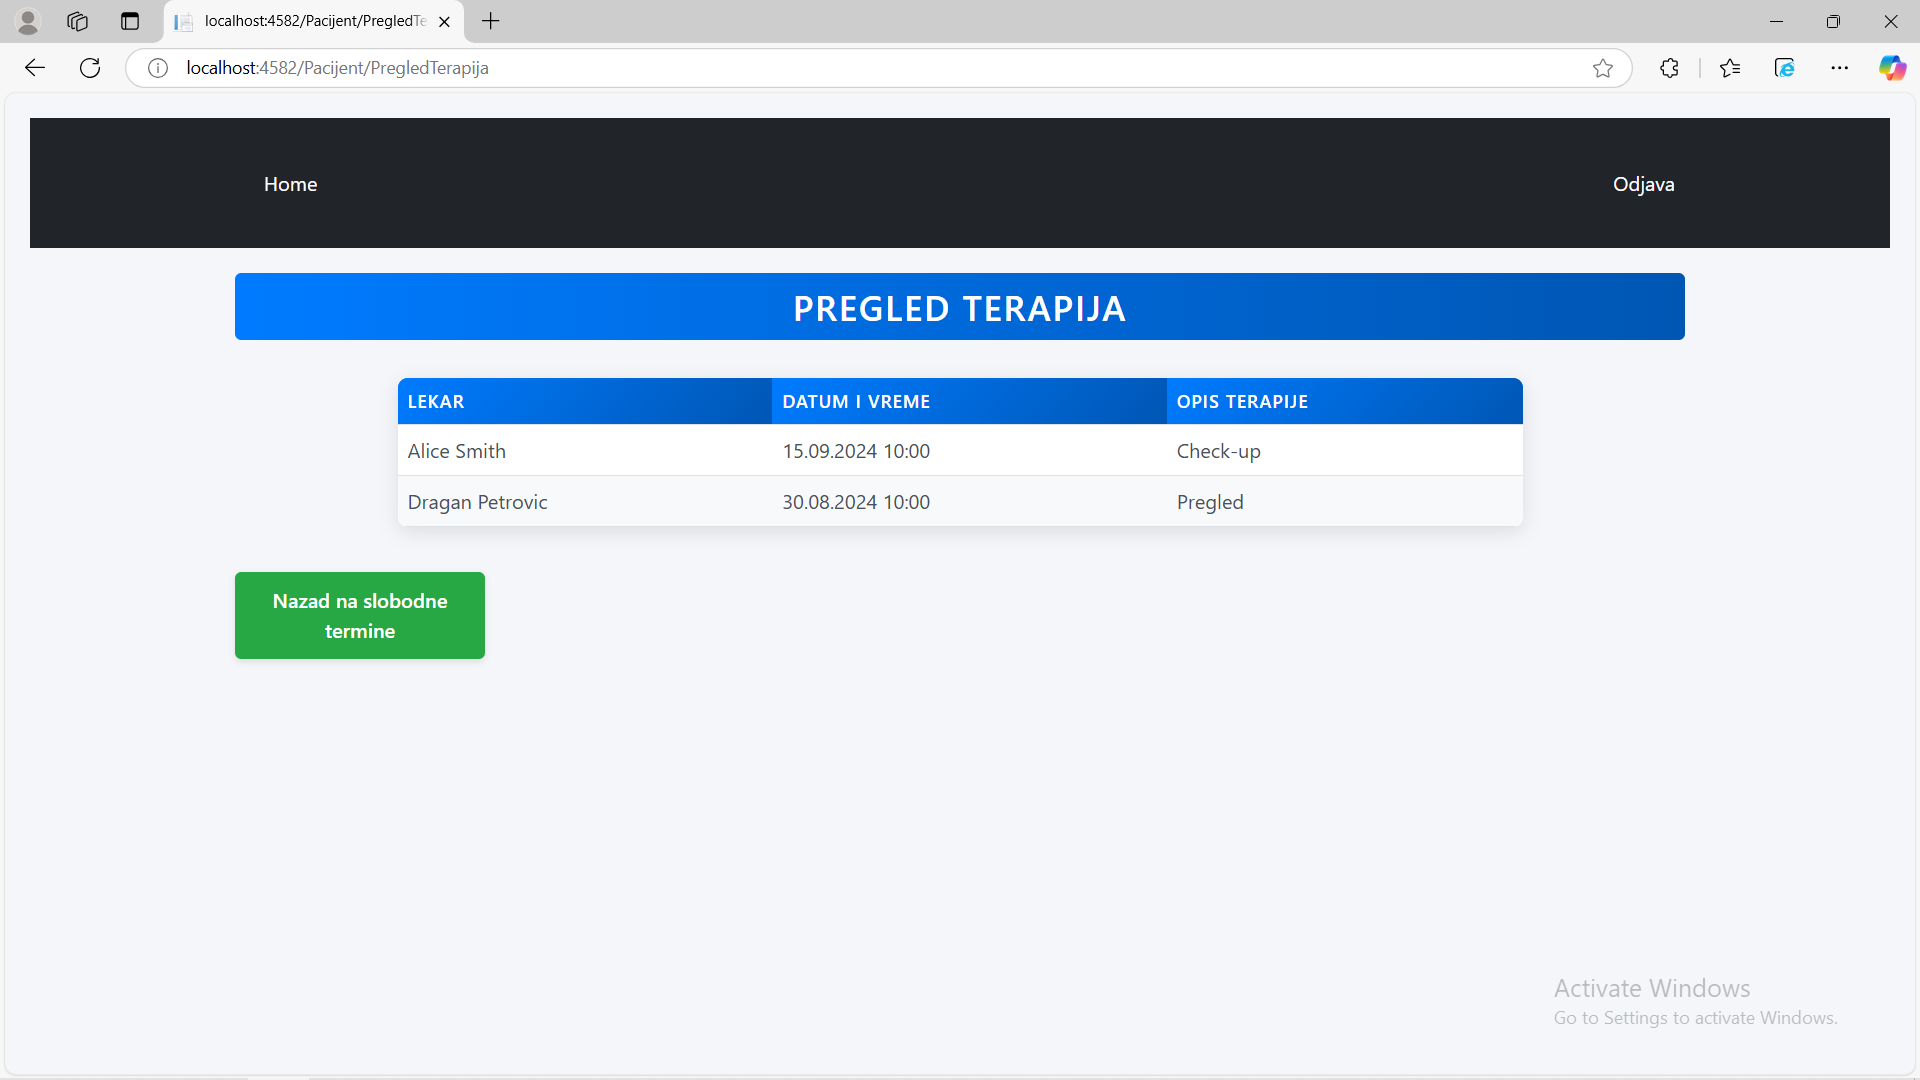 localhost:4582/Pacijent/PregledTe
localhost:4582/Pacijent/PregledTerapija
Home
Odjava
PREGLED TERAPIJA
LEKAR DATUM I VREME OPIS TERAPIJE
Alice Smith 15.09.2024 10:00 Check-up
Dragan Petrovic 30.08.2024 10:00 Pregled
Nazad na slobodne
termine
Activate Windows
Go to Settings to activate Windows.